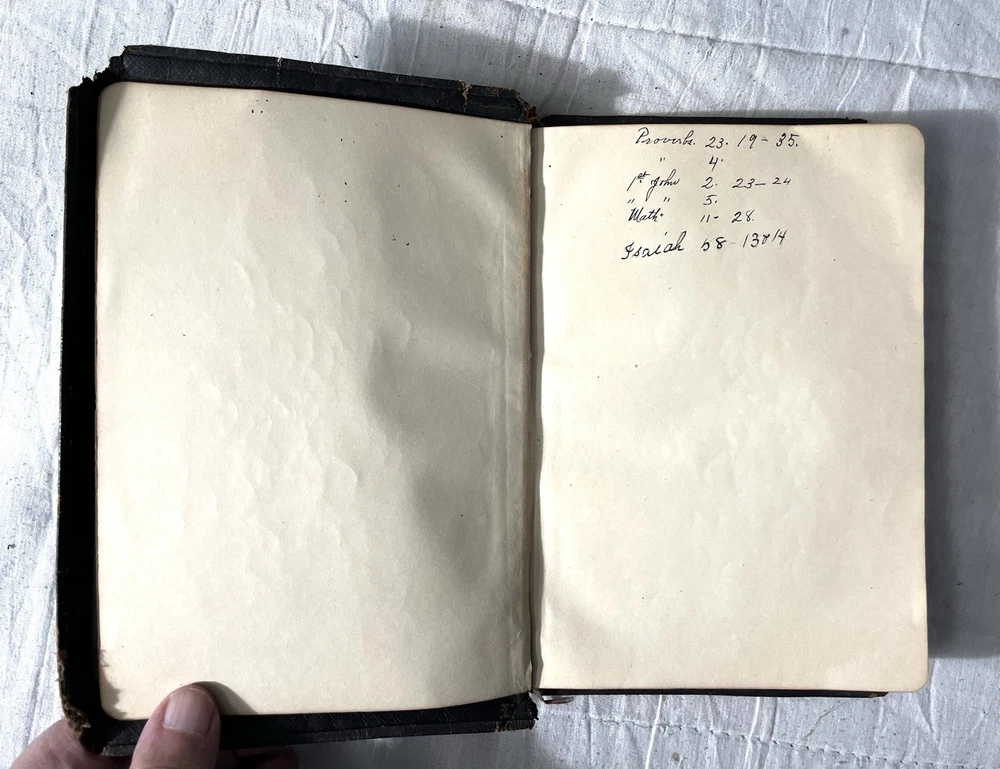 Proverbs. 23. 19-35.
" 4.
1st John 2. 23-24
" " 5.
Math. 11-28.
Isaiah 58-13&14